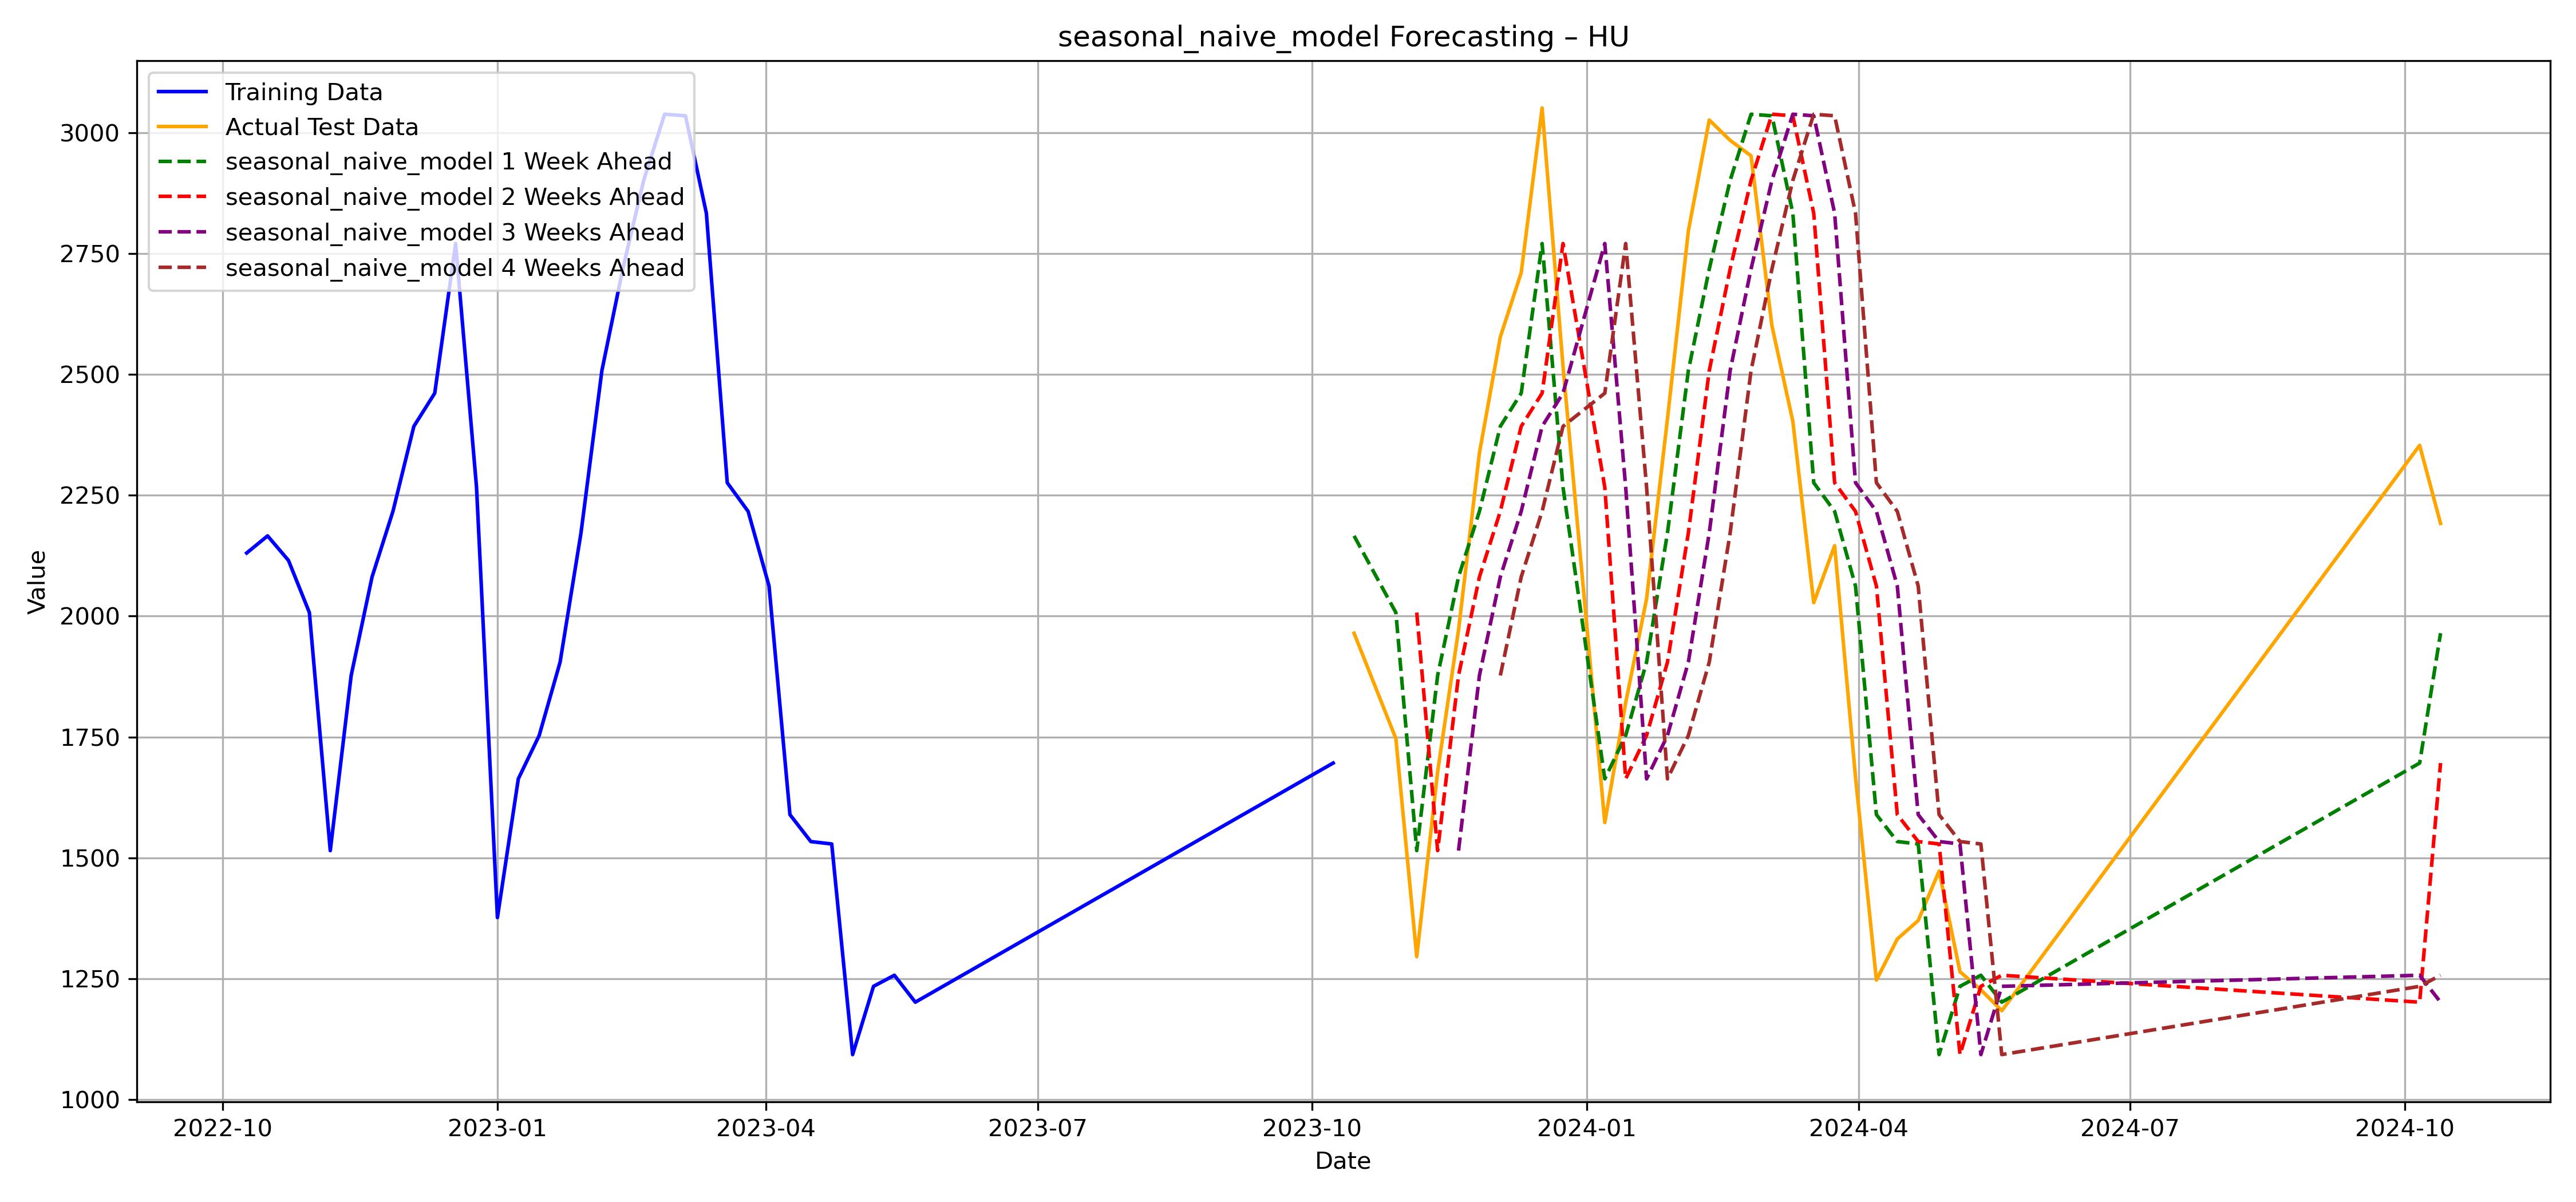 seasonal_naive_model Forecasting – HU
Training Data
Actual Test Data
seasonal_naive_model 1 Week Ahead
seasonal_naive_model 2 Weeks Ahead
seasonal_naive_model 3 Weeks Ahead
seasonal_naive_model 4 Weeks Ahead
3000
2750
2500
2250
2000
1750
1500
1250
1000
Value
2022-10
2023-01
2023-04
2023-07
2023-10
2024-01
2024-04
2024-07
2024-10
Date